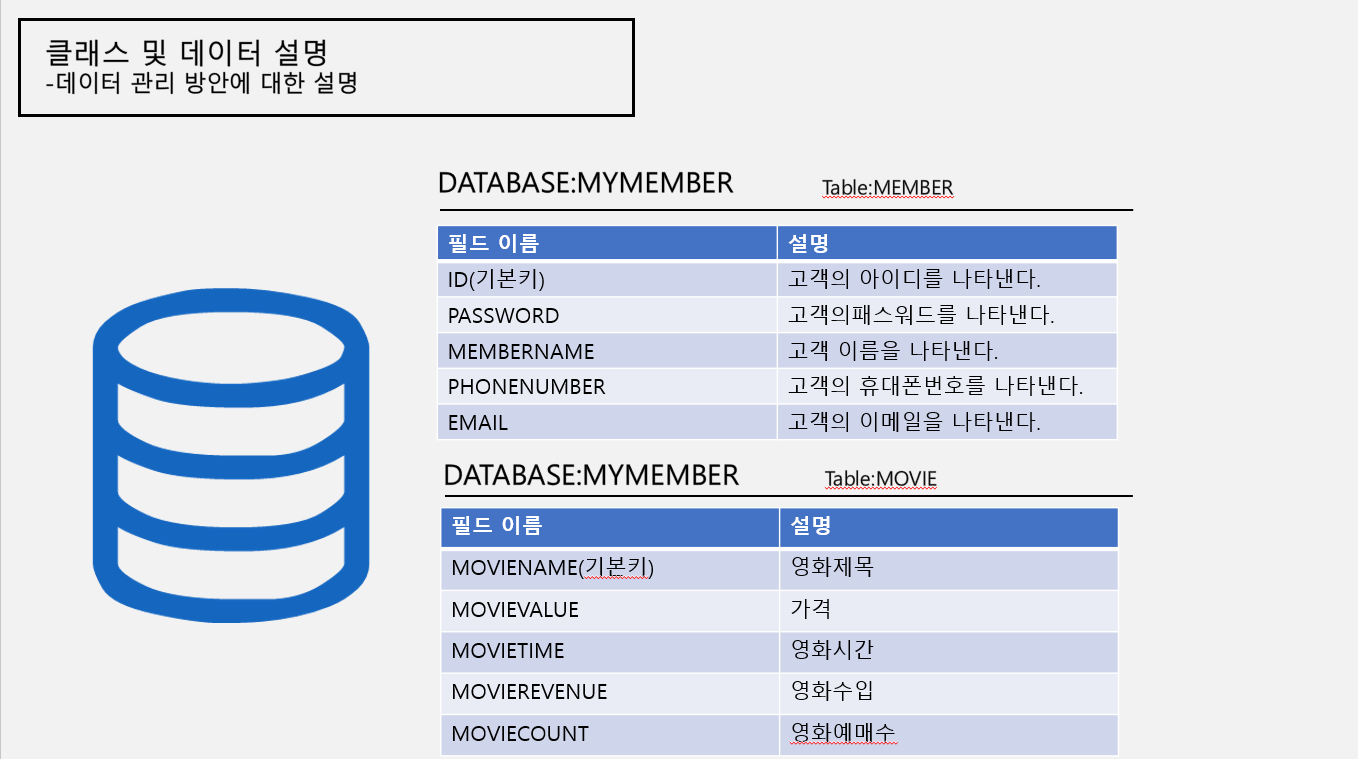 클래스 및 데이터 설명
-데이터 관리 방안에 대한 설명
DATABASE:MYMEMBER Table:MEMBER
필드 이름 설명
ID(기본키) 고객의 아이디를 나타낸다.
PASSWORD 고객의패스워드를 나타낸다.
MEMBERNAME 고객 이름을 나타낸다.
PHONENUMBER 고객의 휴대폰번호를 나타낸다.
EMAIL 고객의 이메일을 나타낸다.
DATABASE:MYMEMBER Table:MOVIE
필드 이름 설명
MOVIENAME(기본키) 영화제목
MOVIEVALUE 가격
MOVIETIME 영화시간
MOVIEREVENUE 영화수입
MOVIECOUNT 영화예매수